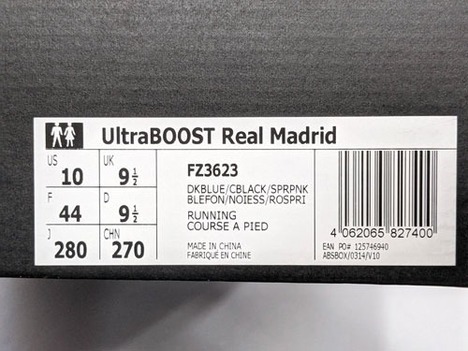 UltraBOOST Real Madrid
US 10 UK 9½
F 44 D 9½
J 280 CHN 270
FZ3623
DKBLUE/CBLACK/SPRPNK
BLEFON/NOIESS/ROSPRI
RUNNING
COURSE A PIED
MADE IN CHINA
FABRIQUÉ EN CHINE
4 062065 827400
EAN PO# 125746940
ABSBOX/0314/V10